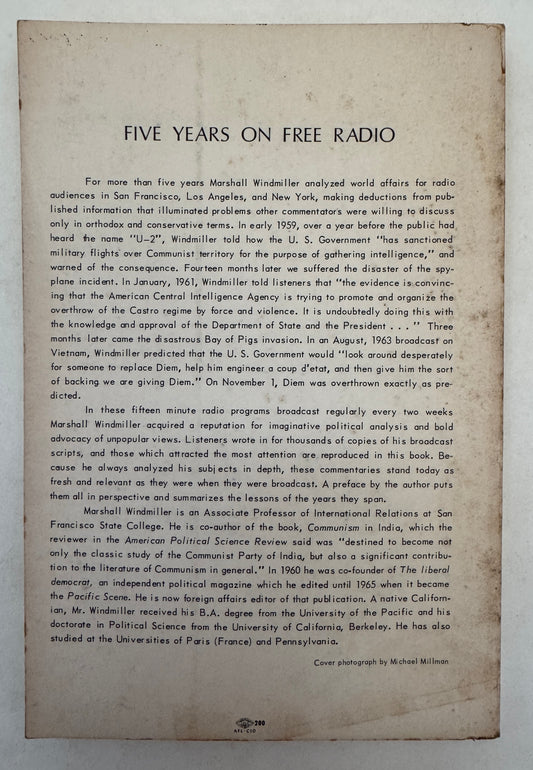 FIVE YEARS ON FREE RADIO
For more than five years Marshall Windmiller analyzed world affairs for radio
audiences in San Francisco, Los Angeles, and New York, making deductions from pub-
lished information that illuminated problems other commentators were willing to discuss
only in orthodox and conservative terms. In early 1959, over a year before the public had
heard the name "U-2", Windmiller told how the U. S. Government "has sanctioned
military flights over Communist territory for the purpose of gathering intelligence," and
warned of the consequence. Fourteen months later we suffered the disaster of the spy-
plane incident. In January, 1961, Windmiller told listeners that "the evidence is convinc-
ing that the American Central Intelligence Agency is trying to promote and organize the
overthrow of the Castro regime by force and violence. It is undoubtedly doing this with
the knowledge and approval of the Department of State and the President . . . " Three
months later came the disastrous Bay of Pigs invasion. In an August, 1963 broadcast on
Vietnam, Windmiller predicted that the U. S. Government would "look around desperately
for someone to replace Diem, help him engineer a coup d'etat, and then give him the sort
of backing we are giving Diem." On November 1, Diem was overthrown exactly as pre-
dicted.
In these fifteen minute radio programs broadcast regularly every two weeks
Marshall Windmiller acquired a reputation for imaginative political analysis and bold
advocacy of unpopular views. Listeners wrote in for thousands of copies of his broadcast
scripts, and those which attracted the most attention are reproduced in this book. Be-
cause he always analyzed his subjects in depth, these commentaries stand today as
fresh and relevant as they were when they were broadcast. A preface by the author puts
them all in perspective and summarizes the lessons of the years they span.
Marshall Windmiller is an Associate Professor of International Relations at San
Francisco State College. He is co-author of the book, Communism in India, which the
reviewer in the American Political Science Review said was "destined to become not
only the classic study of the Communist Party of India, but also a significant contribu-
tion to the literature of Communism in general." In 1960 he was co-founder of The liberal
democrat, an independent political magazine which he edited until 1965 when it became
the Pacific Scene. He is now foreign affairs editor of that publication. A native Californ-
ian, Mr. Windmiller received his B.A. degree from the University of the Pacific and his
doctorate in Political Science from the University of California, Berkeley. He has also
studied at the Universities of Paris (France) and Pennsylvania.
Cover photograph by Michael Millman
200
AFL-CIO